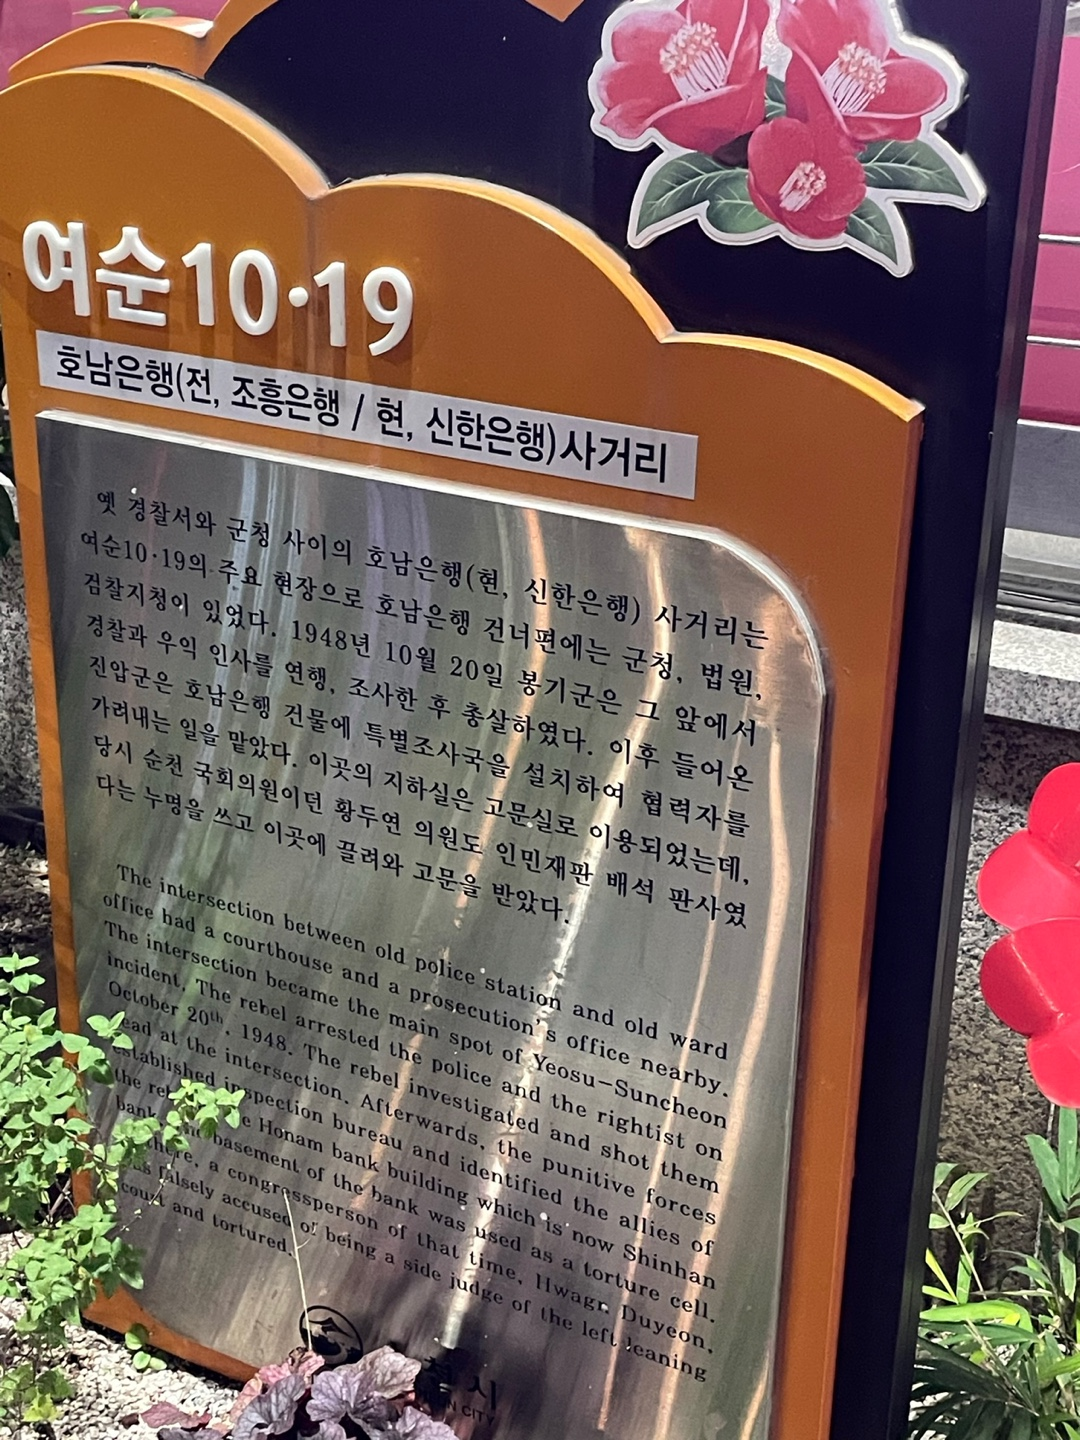 여순10·19
호남은행(전, 조흥은행 / 현, 신한은행)사거리
옛 경찰서와 군청 사이의 호남은행(현, 신한은행) 사거리는
여순10·19의 주요 현장으로 호남은행 건너편에는 군청, 법원,
검찰지청이 있었다. 1948년 10월 20일 봉기군은 그 앞에서
경찰과 우익 인사를 연행, 조사한 후 총살하였다. 이후 들어온
진압군은 호남은행 건물에 특별조사국을 설치하여 협력자를
가려내는 일을 맡았다. 이곳의 지하실은 고문실로 이용되었는데,
당시 순천 국회의원이던 황두연 의원도 인민재판 배석 판사였
다는 누명을 쓰고 이곳에 끌려와 고문을 받았다.
The intersection between old police station and old ward
office had a courthouse and a prosecution's office nearby.
The intersection became the main spot of Yeosu-Suncheon
incident. The rebel arrested the police and the rightist on
October 20th, 1948. The rebel investigated and shot them
at the intersection. Afterwards, the punitive forces
established inspection bureau and identified the allies of
the Honam bank building which is now Shinhan
bank. basement of the bank was used as a torture cell.
there, a congressperson of that time, Hwagn Duyeon,
falsely accused of being a side judge of the left leaning
court and tortured.
시
CITY